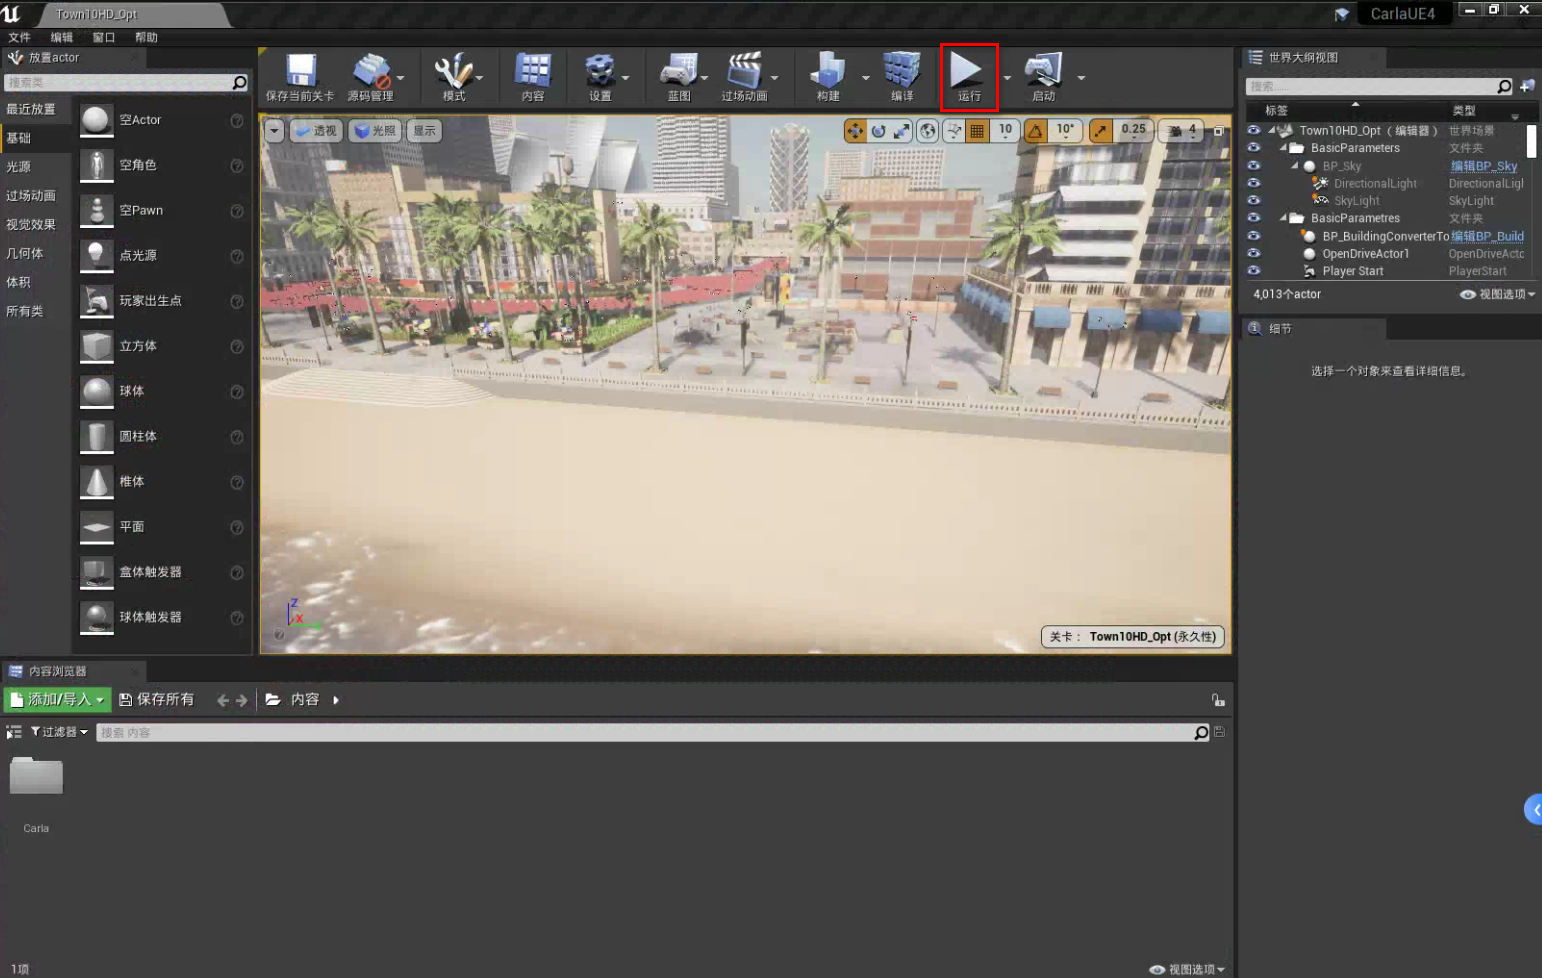 Town10HD_Opt
CarlaUE4
文件 编辑 窗口 帮助
放置actor
搜索类
最近放置
基础
光源
过场动画
视觉效果
几何体
体积
所有类
空Actor
空角色
空Pawn
点光源
玩家出生点
立方体
球体
圆柱体
椎体
平面
盒体触发器
球体触发器
保存当前关卡 源码管理 模式 内容 设置 蓝图 过场动画 构建 编译 运行 启动
透视 光照 显示
10 10° 0.25 4
Z
X
关卡： Town10HD_Opt (永久性)
世界大纲视图
搜索...
标签 类型
Town10HD_Opt（编辑器） 世界场景
BasicParameters 文件夹
BP_Sky 编辑BP_Sky
DirectionalLight DirectionalLigl
SkyLight SkyLight
BasicParametres 文件夹
BP_BuildingConverterTo 编辑BP_Build
OpenDriveActor1 OpenDriveActc
Player Start PlayerStart
4,013个actor 视图选项
细节
选择一个对象来查看详细信息。
内容浏览器
添加/导入 保存所有 内容
过滤器 搜索 内容
Carla
1项 视图选项